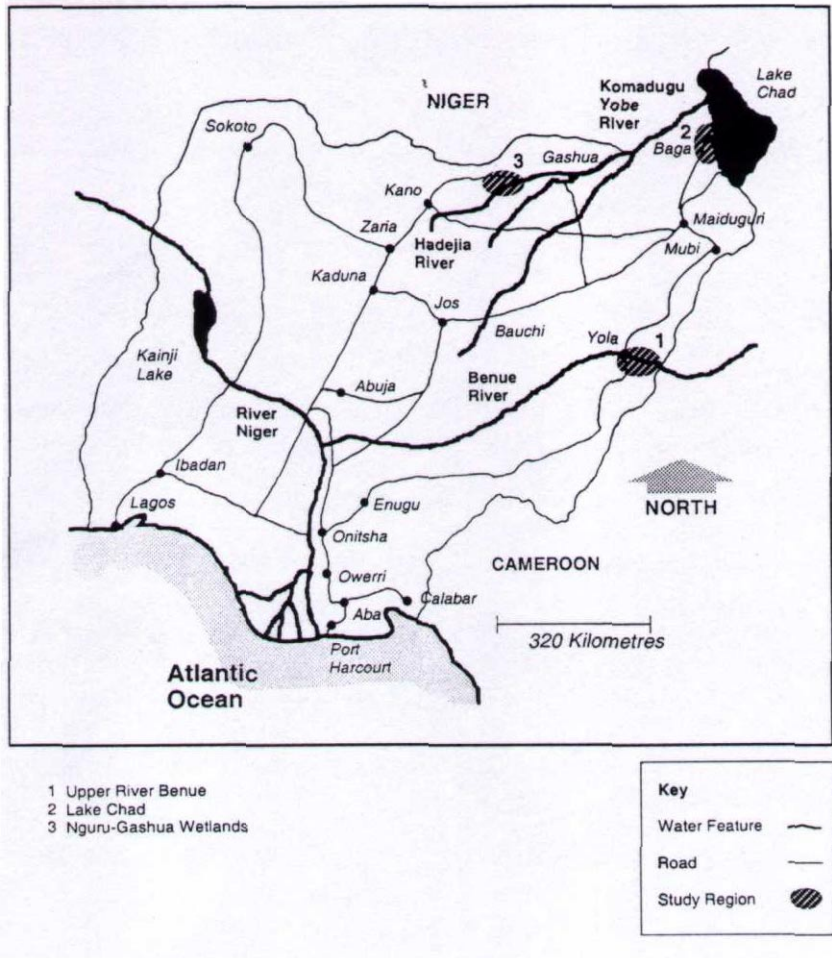 Lake
Chad
Komadugu
Yobe
River
NIGER
Sokoto
2
Baga
3
Gashua
Kano
Maiduguri
Zaria
Hadejia
River
Mubi
Kaduna
Jos
Bauchi
Yola
1
Kainji
Lake
Benue
River
Abuja
River
Niger
Ibadan
NORTH
Enugu
Lagos
Onitsha
CAMEROON
Owerri
Calabar
Aba
320 Kilometres
Port
Harcourt
Atlantic
Ocean
1 Upper River Benue
2 Lake Chad
3 Nguru-Gashua Wetlands
Key
Water Feature
Road
Study Region